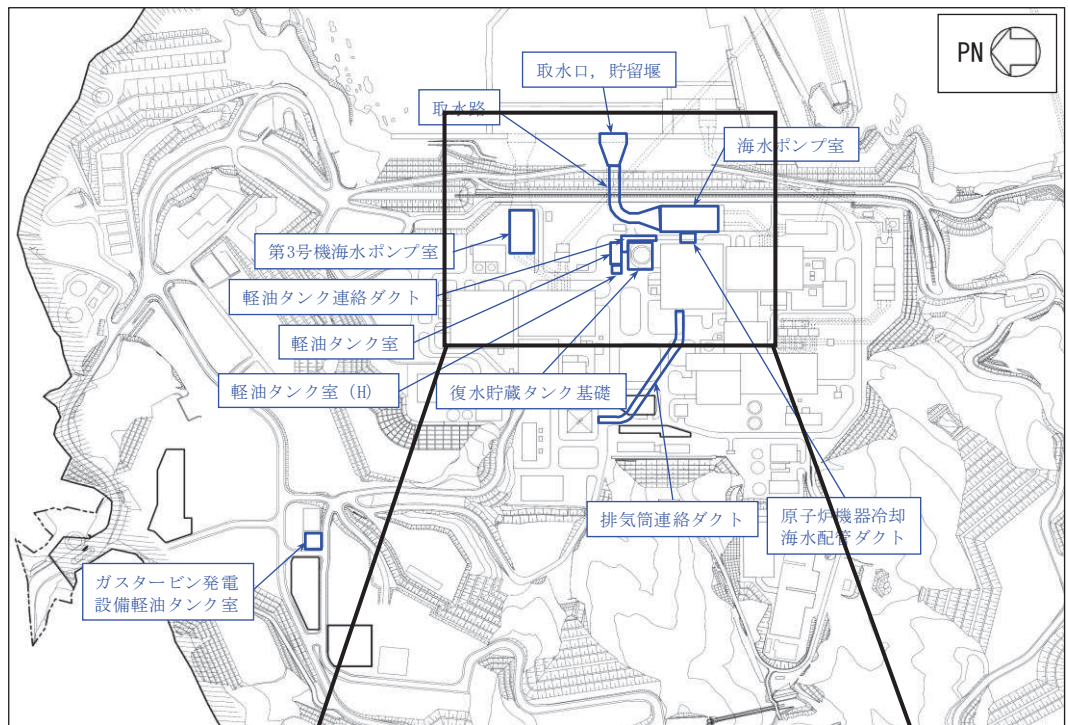 PN
取水口，貯留堰
取水路
海水ポンプ室
第3号機海水ポンプ室
軽油タンク連絡ダクト
軽油タンク室
軽油タンク室 (H)
復水貯蔵タンク基礎
排気筒連絡ダクト
原子炉機器冷却
海水配管ダクト
ガスタービン発電
設備軽油タンク室